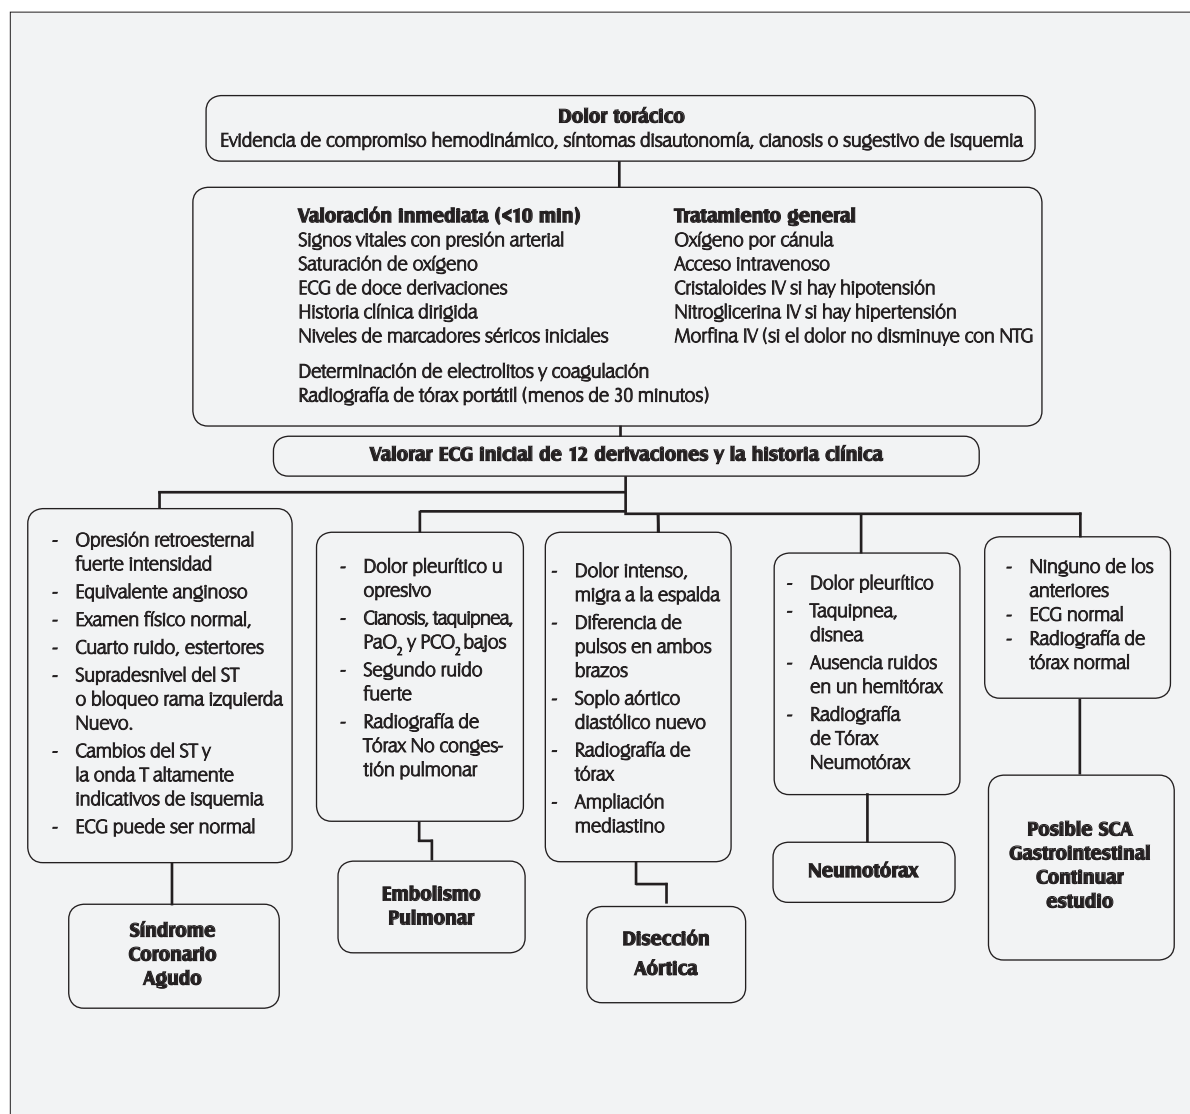 Dolor torácico
Evidencia de compromiso hemodinámico, síntomas disautonomía, cianosis o sugestivo de isquemia
Valoración inmediata (<10 min)
Signos vitales con presión arterial
Saturación de oxígeno
ECG de doce derivaciones
Historia clínica dirigida
Niveles de marcadores séricos iniciales
Determinación de electrolitos y coagulación
Radiografía de tórax portátil (menos de 30 minutos)
Tratamiento general
Oxígeno por cánula
Acceso intravenoso
Cristaloides IV si hay hipotensión
Nitroglicerina IV si hay hipertensión
Morfina IV (si el dolor no disminuye con NTG
Valorar ECG inicial de 12 derivaciones y la historia clínica
- Opresión retroesternal
fuerte intensidad
- Equivalente anginoso
- Examen físico normal,
- Cuarto ruido, estertores
- Supradesnivel del ST
o bloqueo rama izquierda
Nuevo.
- Cambios del ST y
la onda T altamente
indicativos de isquemia
- ECG puede ser normal
Síndrome
Coronario
Agudo
- Dolor pleurítico u
opresivo
- Cianosis, taquipnea,
PaO₂ y PCO₂ bajos
- Segundo ruido
fuerte
- Radiografía de
Tórax No conges-
tión pulmonar
Embolismo
Pulmonar
- Dolor intenso,
migra a la espalda
- Diferencia de
pulsos en ambos
brazos
- Soplo aórtico
diastólico nuevo
- Radiografía de
tórax
- Ampliación
mediastino
Disección
Aórtica
- Dolor pleurítico
- Taquipnea,
disnea
- Ausencia ruidos
en un hemitórax
- Radiografía
de Tórax
Neumotórax
Neumotórax
- Ninguno de los
anteriores
- ECG normal
- Radiografía de
tórax normal
Posible SCA
Gastrointestinal
Continuar
estudio